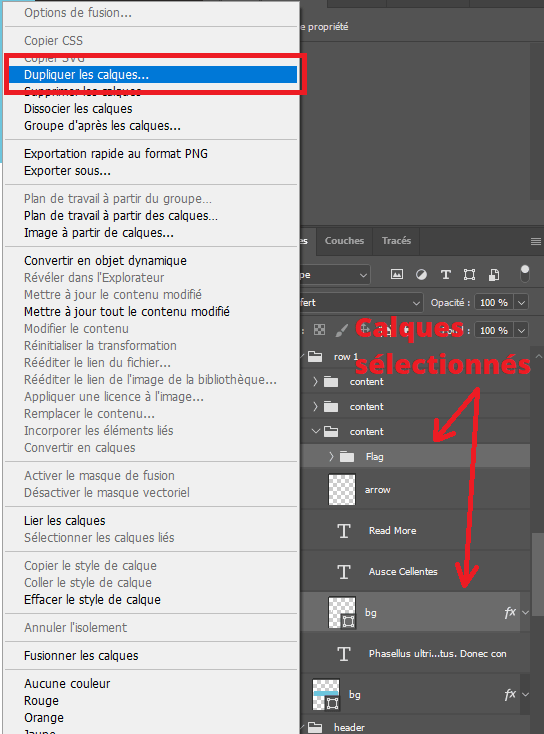 Options de fusion...
Copier CSS
Copier SVG
Dupliquer les calques...
Supprimer les calques
Dissocier les calques
Groupe d'après les calques...
Exportation rapide au format PNG
Exporter sous...
Plan de travail à partir du groupe...
Plan de travail à partir des calques...
Image à partir de calques...
Convertir en objet dynamique
Révéler dans l'Explorateur
Mettre à jour le contenu modifié
Mettre à jour tout le contenu modifié
Modifier le contenu
Réinitialiser la transformation
Rééditer le lien du fichier...
Rééditer le lien de l'image de la bibliothèque...
Appliquer une licence à l'image...
Remplacer le contenu...
Incorporer les éléments liés
Convertir en calques
Activer le masque de fusion
Désactiver le masque vectoriel
Lier les calques
Sélectionner les calques liés
Copier le style de calque
Coller le style de calque
Effacer le style de calque
Annuler l'isolement
Fusionner les calques
Aucune couleur
Rouge
Orange
Jaune
e propriété
es Couches Tracés
pe
fert Opacité : 100 %
100 %
Calques
sélectionnés
row 1
content
content
content
Flag
arrow
Read More
Ausce Cellentes
bg fx
Phasellus ultri...tus. Donec con
bg fx
header